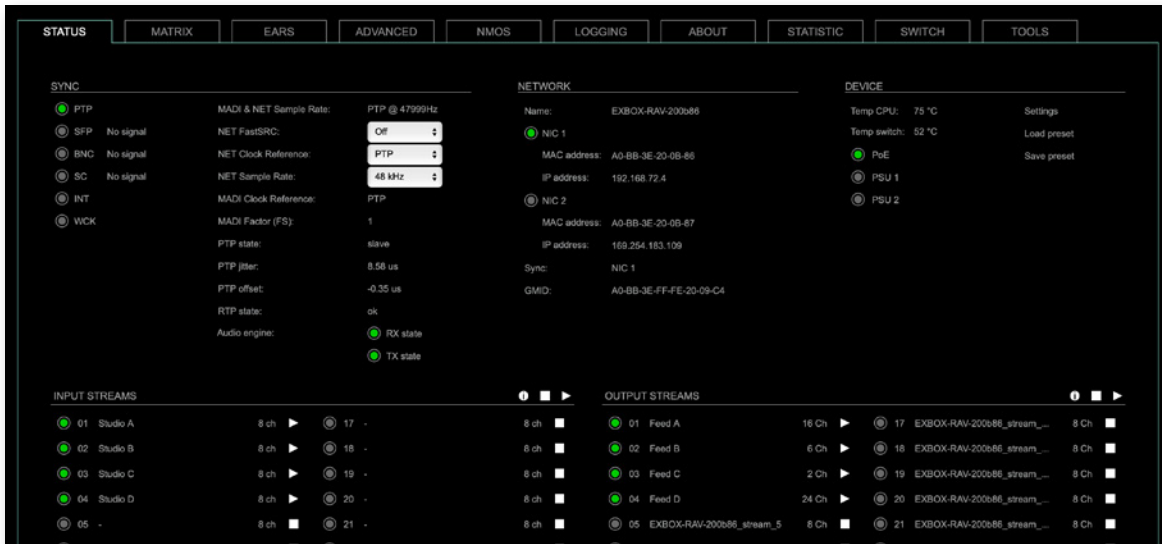 STATUS MATRIX EARS ADVANCED NMOS LOGGING ABOUT STATISTIC SWITCH TOOLS
SYNC
PTP
SFP No signal
BNC No signal
SC No signal
INT
WCK
MADI & NET Sample Rate: PTP @ 47999Hz
NET FastSRC: Off
NET Clock Reference: PTP
NET Sample Rate: 48 kHz
MADI Clock Reference: PTP
MADI Factor (FS): 1
PTP state: slave
PTP jitter: 8.56 us
PTP offset: -0.35 us
RTP state: ok
Audio engine: RX state
TX state
NETWORK
Name: EXBOX-RAV-200b86
NIC 1
MAC address: A0-BB-3E-20-0B-86
IP address: 192.168.72.4
NIC 2
MAC address: A0-BB-3E-20-0B-87
IP address: 169.254.183.109
Sync: NIC 1
GMID: A0-BB-3E-FF-FE-20-09-C4
DEVICE
Temp CPU: 75 °C
Temp switch: 52 °C
PoE
PSU 1
PSU 2
Settings
Load preset
Save preset
INPUT STREAMS
01 Studio A 8 ch 17 - 8 ch
02 Studio B 8 ch 18 - 8 ch
03 Studio C 8 ch 19 - 8 ch
04 Studio D 8 ch 20 - 8 ch
05 - 8 ch 21 - 8 ch
OUTPUT STREAMS
01 Feed A 16 Ch 17 EXBOX-RAV-200b86_stream_... 8 Ch
02 Feed B 6 Ch 18 EXBOX-RAV-200b86_stream_... 8 Ch
03 Feed C 2 Ch 19 EXBOX-RAV-200b86_stream_... 8 Ch
04 Feed D 24 Ch 20 EXBOX-RAV-200b86_stream_... 8 Ch
05 EXBOX-RAV-200b86_stream_5 8 Ch 21 EXBOX-RAV-200b86_stream_... 8 Ch